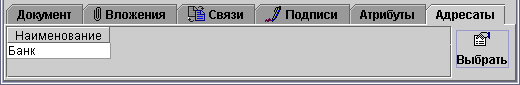 Документ Вложения Связи Подписи Атрибуты Адресаты
Наименование
Банк
Выбрать